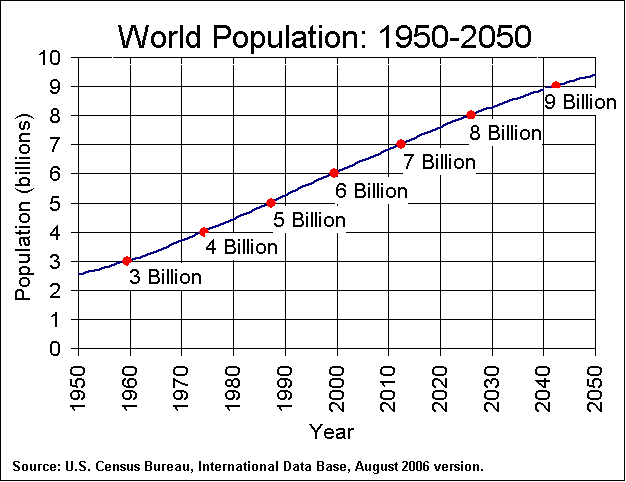 World Population: 1950-2050
10
9
8
7
6
5
4
3
2
1
0
Population (billions)
3 Billion
4 Billion
5 Billion
6 Billion
7 Billion
8 Billion
9 Billion
1950
1960
1970
1980
1990
2000
2010
2020
2030
2040
2050
Year
Source: U.S. Census Bureau, International Data Base, August 2006 version.